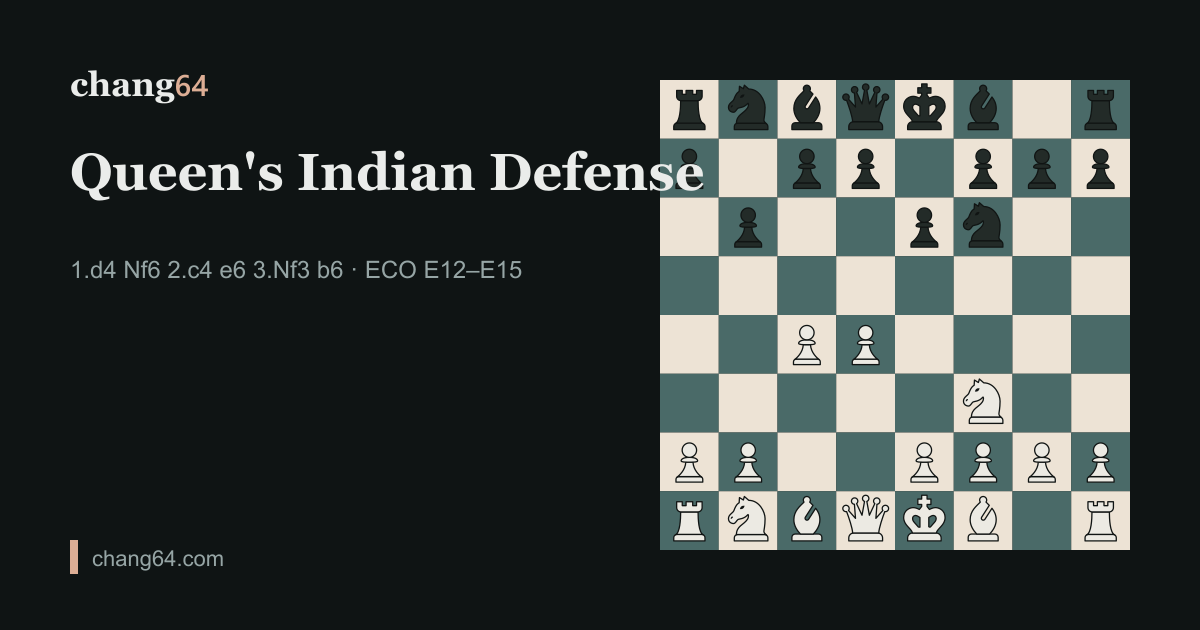 chang64
Queen's Indian Defense
1.d4 Nf6 2.c4 e6 3.Nf3 b6 · ECO E12–E15
chang64.com